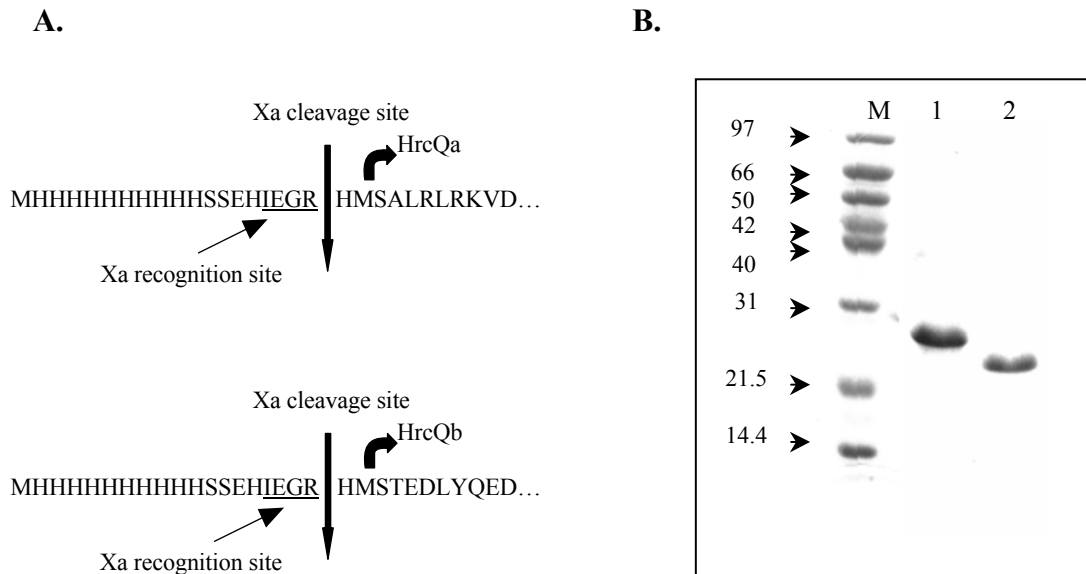 A.
Xa cleavage site
HrcQa
MHHHHHHHHHHSSEHIEGR HMSALRLRKVD…
Xa recognition site
Xa cleavage site
HrcQb
MHHHHHHHHHHSSEHIEGR HMSTEDLYQED…
Xa recognition site
B.
M 1 2
97
66
50
42
40
31
21.5
14.4